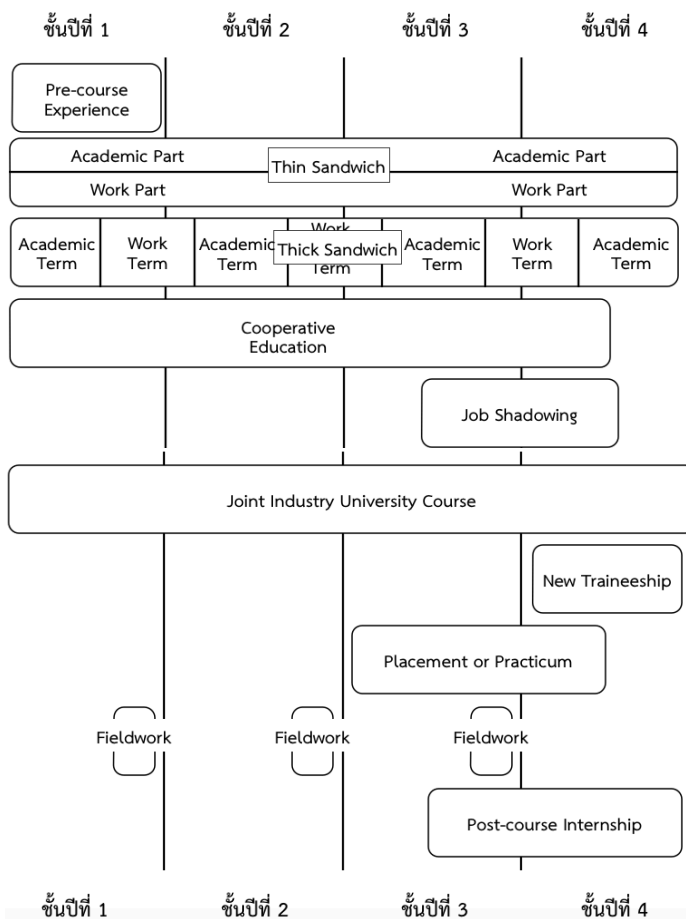 ชั้นปีที่ 1 ชั้นปีที่ 2 ชั้นปีที่ 3 ชั้นปีที่ 4
Pre-course
Experience
Academic Part
Thin Sandwich
Academic Part
Work Part
Work Part
Academic
Term
Work
Term
Academic
Term
Work
Thick Sandwich
Term
Academic
Term
Work
Term
Academic
Term
Cooperative
Education
Job Shadowing
Joint Industry University Course
New Traineeship
Placement or Practicum
Fieldwork Fieldwork Fieldwork
Post-course Internship
ชั้นปีที่ 1 ชั้นปีที่ 2 ชั้นปีที่ 3 ชั้นปีที่ 4